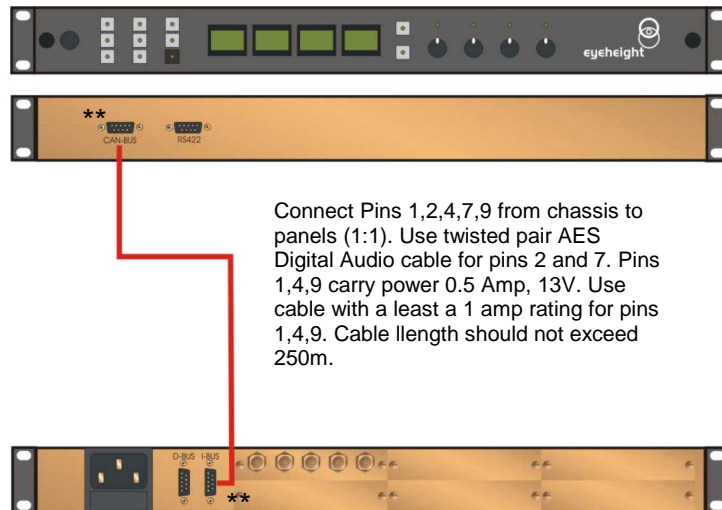 eyeheight
**
CAN-BUS
RS422
Connect Pins 1,2,4,7,9 from chassis to
panels (1:1). Use twisted pair AES
Digital Audio cable for pins 2 and 7. Pins
1,4,9 carry power 0.5 Amp, 13V. Use
cable with a least a 1 amp rating for pins
1,4,9. Cable llength should not exceed
250m.
D-BUS I-BUS
**